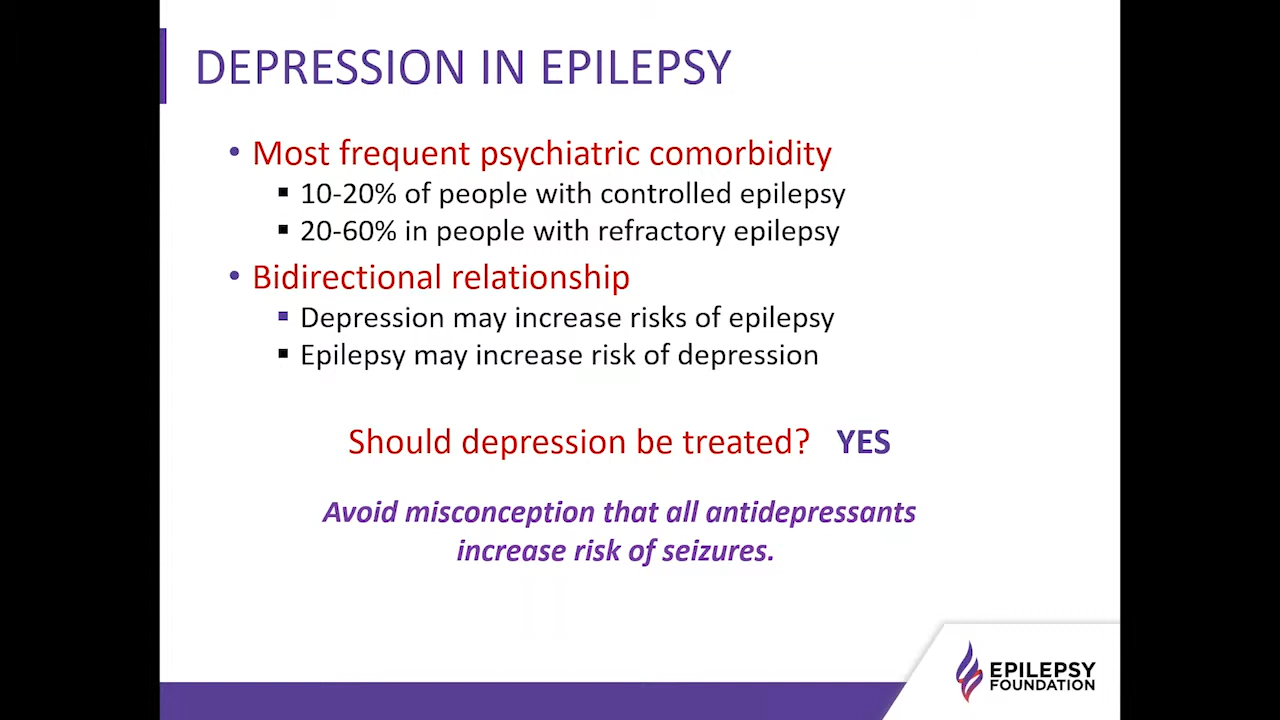 DEPRESSION IN EPILEPSY
• Most frequent psychiatric comorbidity
▪ 10-20% of people with controlled epilepsy
▪ 20-60% in people with refractory epilepsy
• Bidirectional relationship
▪ Depression may increase risks of epilepsy
▪ Epilepsy may increase risk of depression
Should depression be treated? YES
Avoid misconception that all antidepressants
increase risk of seizures.
EPILEPSY
FOUNDATION